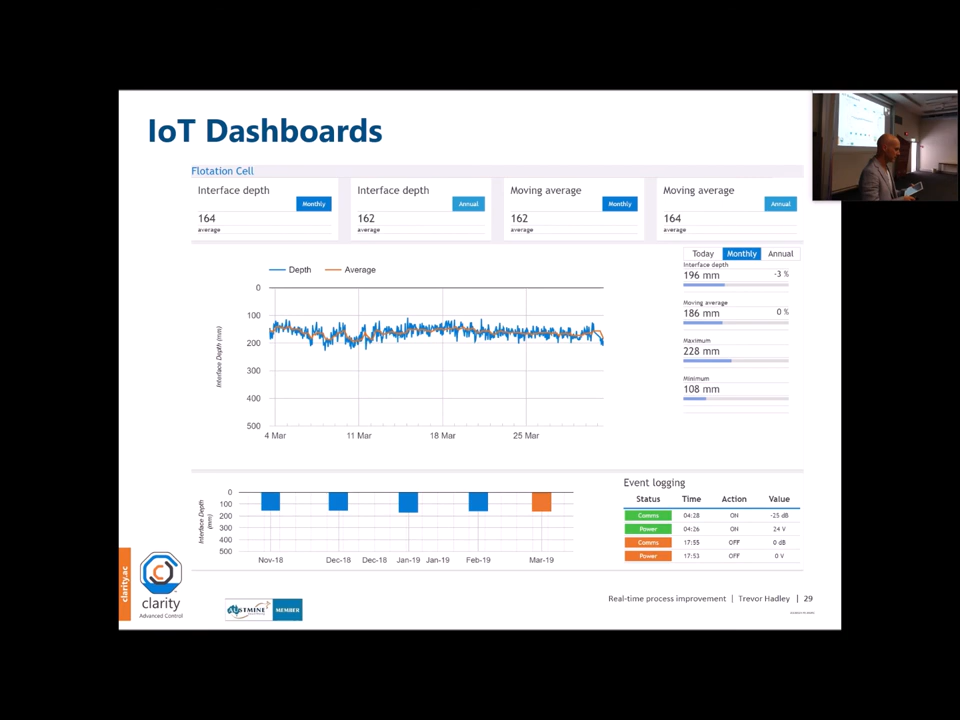 IoT Dashboards
Flotation Cell
Interface depth
Monthly
164
average
Interface depth
Annual
162
average
Moving average
Monthly
162
average
Moving average
Annual
164
average
Today Monthly Annual
Interface depth
196 mm -3 %
Moving average
186 mm 0 %
Maximum
228 mm
Minimum
108 mm
Depth Average
Interface Depth (mm)
0
100
200
300
400
500
4 Mar 11 Mar 18 Mar 25 Mar
Interface Depth
(mm)
0
100
200
300
400
500
Nov-18 Dec-18 Dec-18 Jan-19 Jan-19 Feb-19 Mar-19
Event logging
Status Time Action Value
Comms 04:28 ON -25 dB
Power 04:26 ON 24 V
Comms 17:55 OFF 0 dB
Power 17:53 OFF 0 V
clarity.ac
clarity
Advanced Control
MEMBER
Real-time process improvement | Trevor Hadley | 29